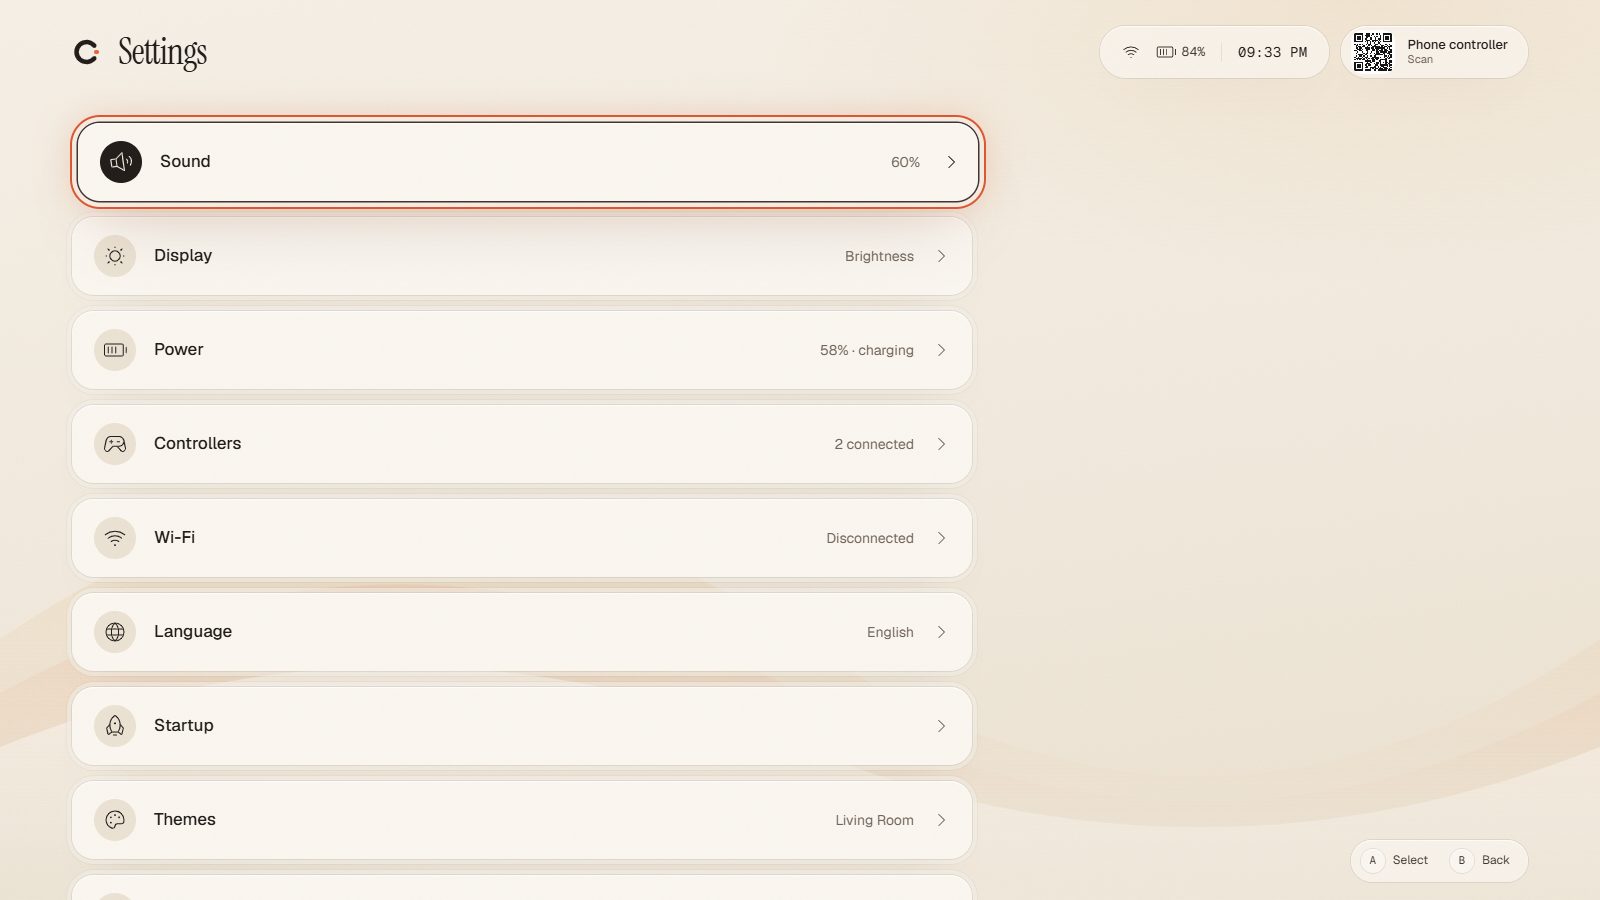 Settings
84%
09:33 PM
Phone controller
Scan
Sound
60%
Display
Brightness
Power
58% · charging
Controllers
2 connected
Wi-Fi
Disconnected
Language
English
Startup
Themes
Living Room
A Select B Back